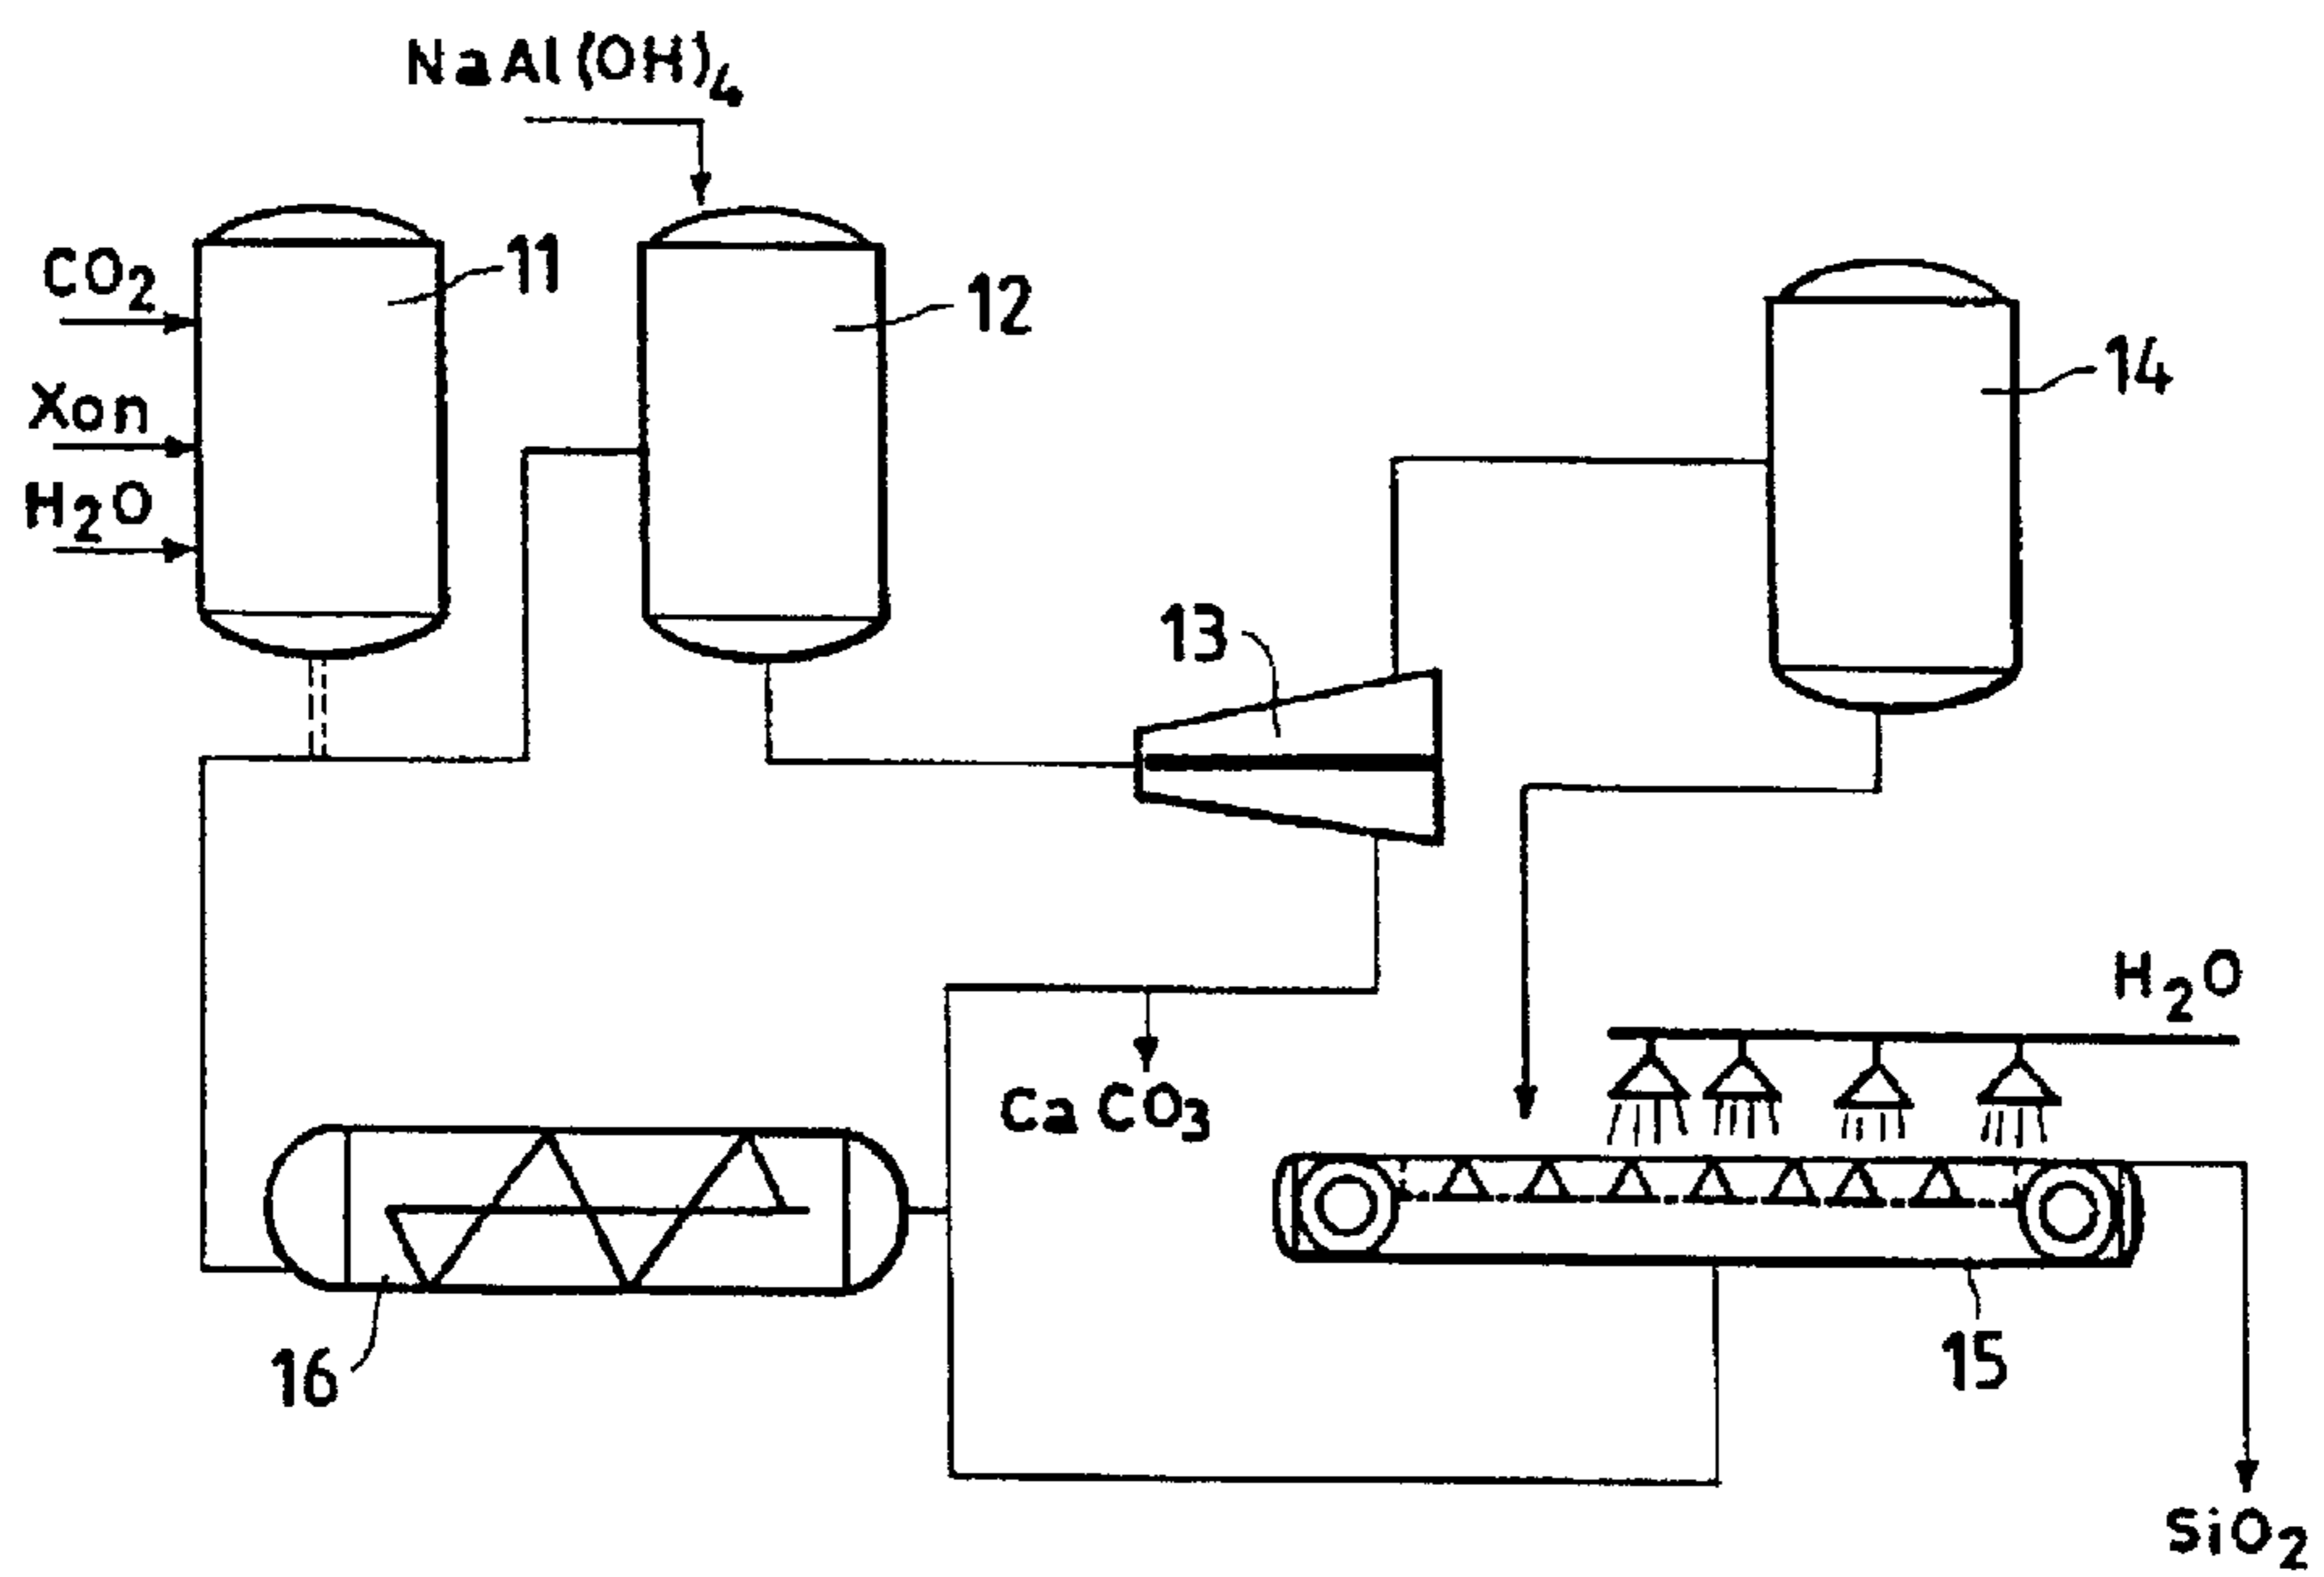 NaAl(OH)4
11
CO2
12
14
Xon
H2O
13
H2O
CaCO3
16
15
SiO2